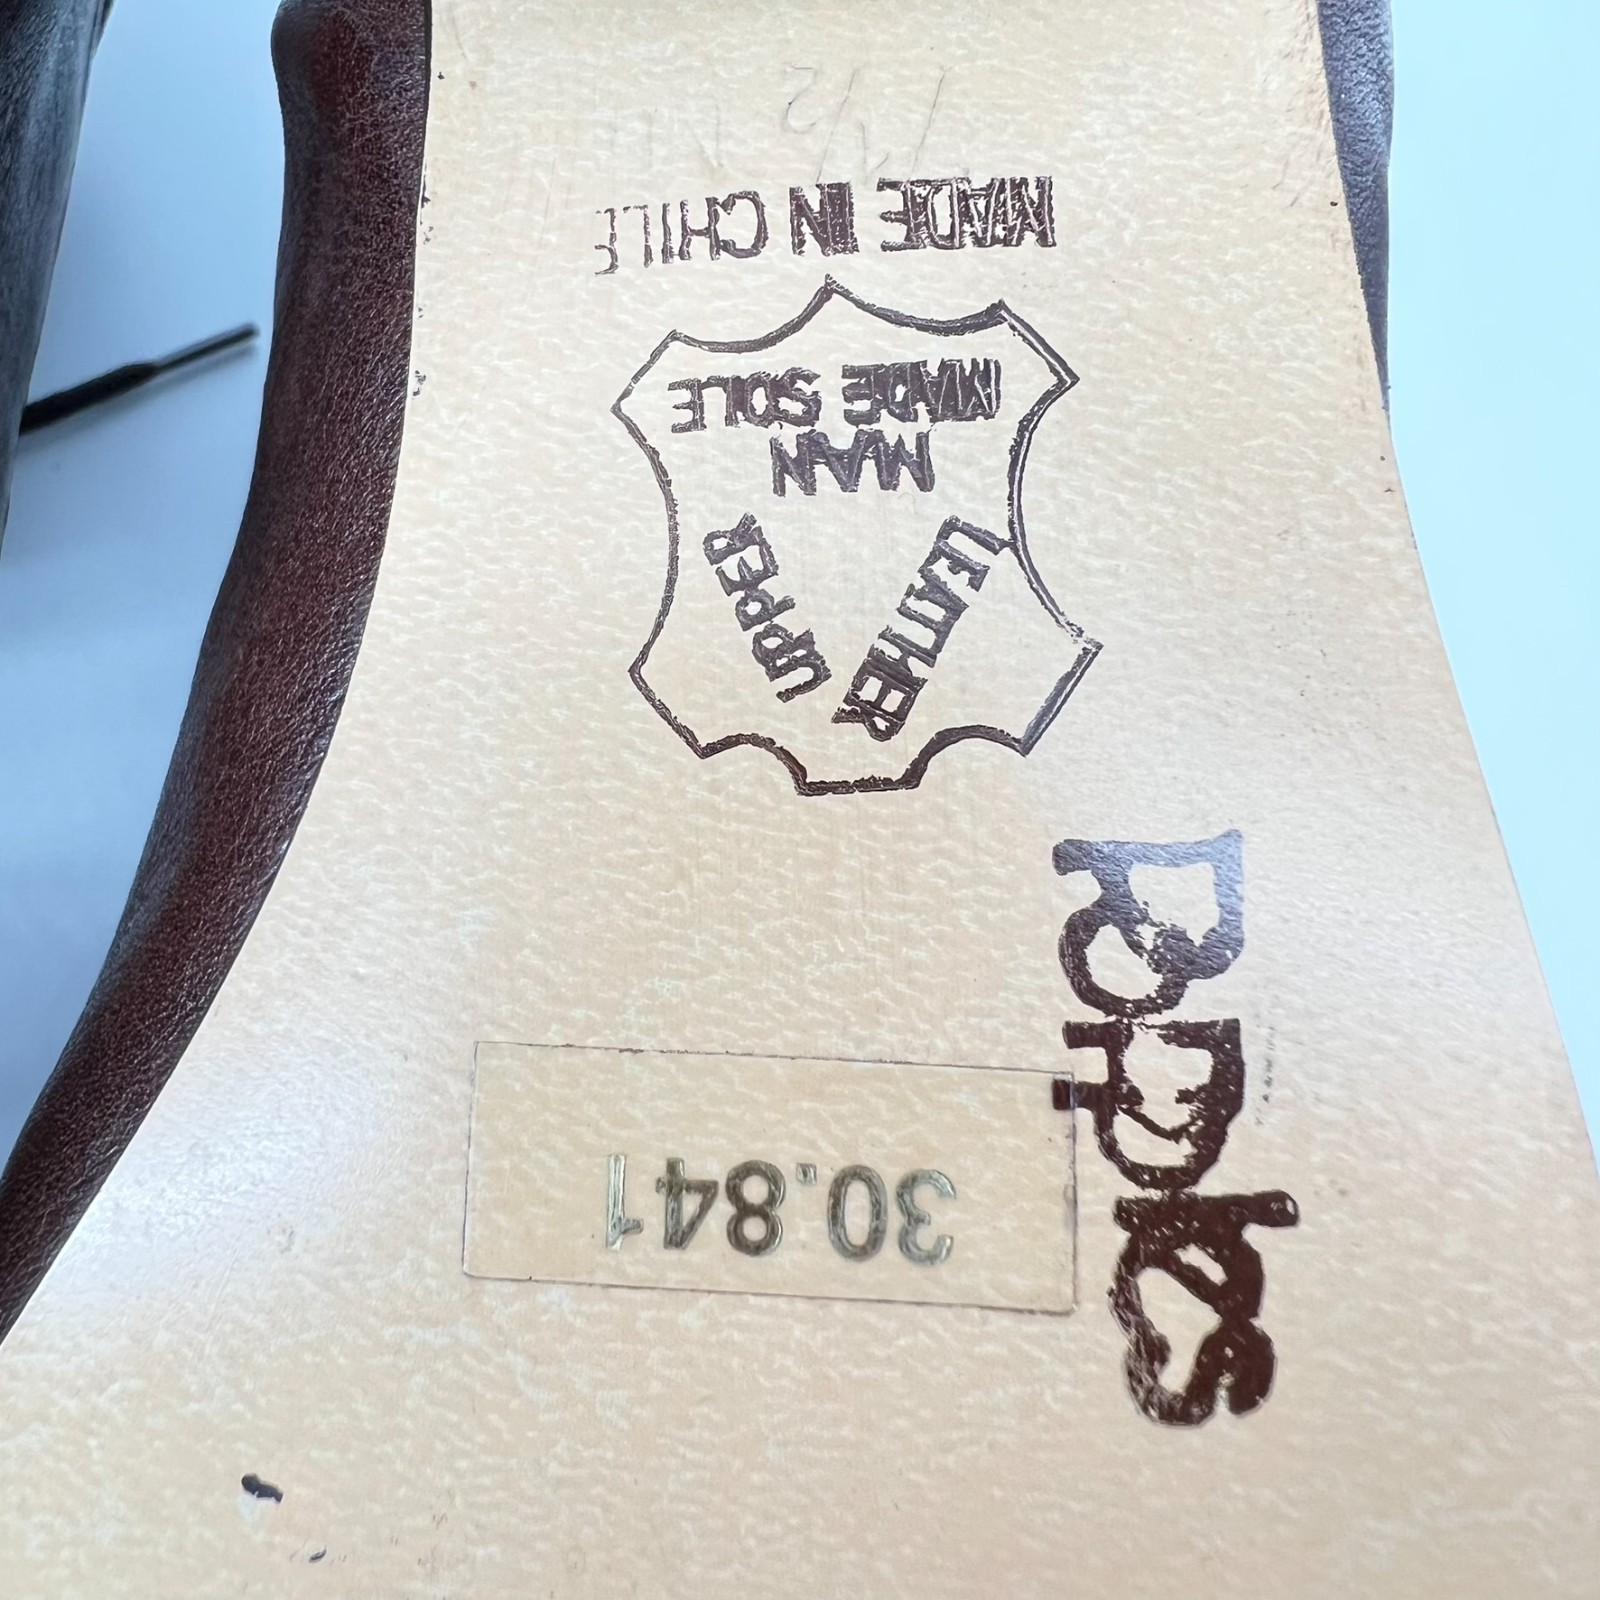 30.841
LEATHER UPPER
MAN
MADE SOLE
MADE IN CHILE